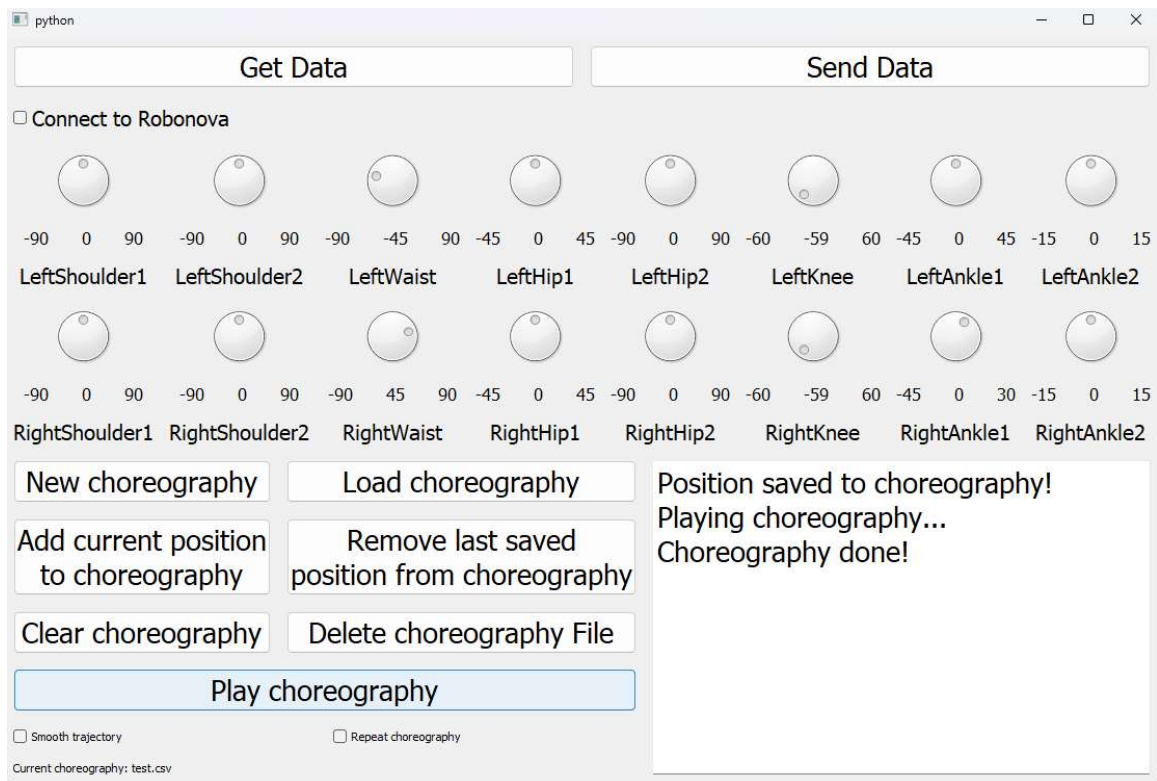 python
Get Data Send Data
Connect to Robonova
-90 0 90 -90 0 90 -90 -45 90 -45 0 45 -90 0 90 -60 -59 60 -45 0 45 -15 0 15
LeftShoulder1 LeftShoulder2 LeftWaist LeftHip1 LeftHip2 LeftKnee LeftAnkle1 LeftAnkle2
-90 0 90 -90 0 90 -90 45 90 -45 0 45 -90 0 90 -60 -59 60 -45 0 30 -15 0 15
RightShoulder1 RightShoulder2 RightWaist RightHip1 RightHip2 RightKnee RightAnkle1 RightAnkle2
New choreography Load choreography
Add current position
to choreography
Remove last saved
position from choreography
Clear choreography Delete choreography File
Play choreography
Smooth trajectory Repeat choreography
Current choreography: test.csv
Position saved to choreography!
Playing choreography...
Choreography done!